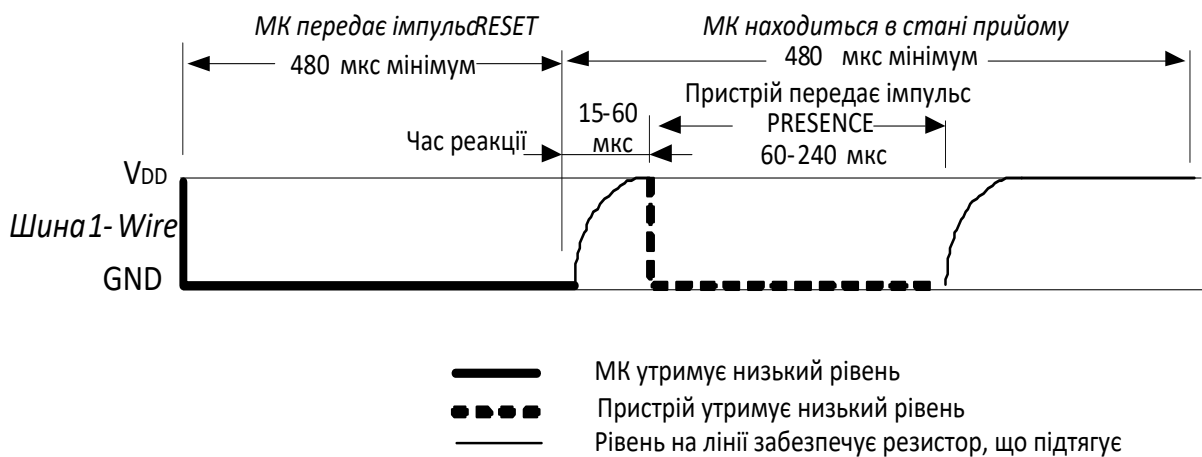 МК передає імпульсRESET
МК находиться в стані прийому
480 мкс мінімум
480 мкс мінімум
Пристрій передає імпульс
15-60
PRESENCE
Час реакції
мкс
60-240 мкс
VDD
Шина1-Wire
GND
МК утримує низький рівень
Пристрій утримує низький рівень
Рівень на лінії забезпечує резистор, що підтягує